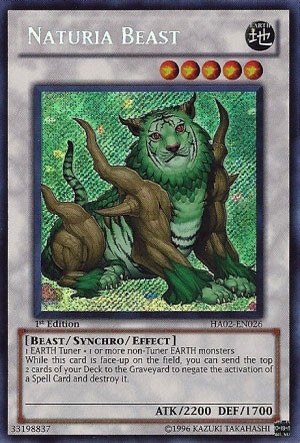 NATURIA BEAST
EARTH
地
1st Edition
HA02-EN026
[BEAST/SYNCHRO/EFFECT]
1 EARTH Tuner + 1 or more non-Tuner EARTH monsters
While this card is face-up on the field, you can send the top
2 cards of your Deck to the Graveyard to negate the activation of
a Spell Card and destroy it.
ATK/2200 DEF/1700
33198837
©1996 KAZUKI TAKAHASHI